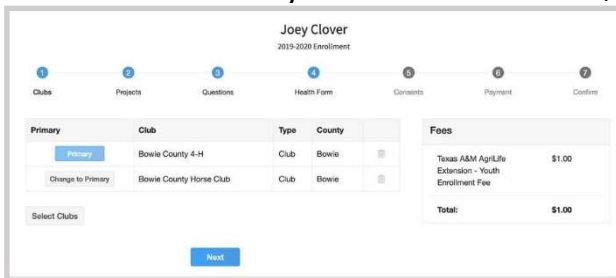 Joey Clover
2019-2020 Enrollment
1 2 3 4 5 6 7
Clubs Projects Questions Health Form Consents Payment Confirm
Primary Club Type County
Primary Bowie County 4-H Club Bowie
Change to Primary Bowie County Horse Club Club Bowie
Select Clubs
Next
Fees
Texas A&M AgriLife $1.00
Extension - Youth
Enrollment Fee
Total: $1.00